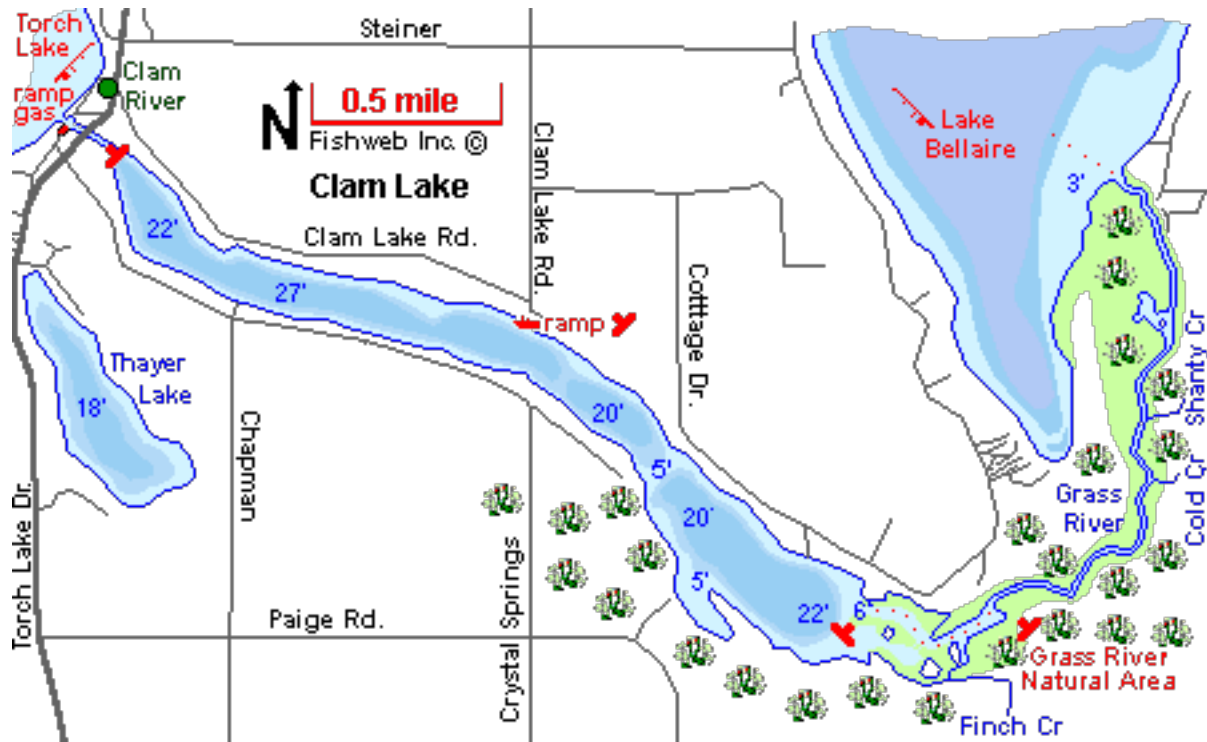 Torch
Lake
Steiner
Clam
River
ramp
gas
N
0.5 mile
Fishweb Inc. ©
Clam Lake
Clam Lake Rd.
Clam Lake Rd.
Lake
Bellaire
3'
22'
27'
ramp
Cotttage Dr.
Thayer
Lake
18'
20'
5'
20'
5'
22'
6'
Chapman
Crystal Springs
Torch Lake Dr.
Paige Rd.
Grass
River
Shanty Cr
Cold Cr
Grass River
Natural Area
Finch Cr